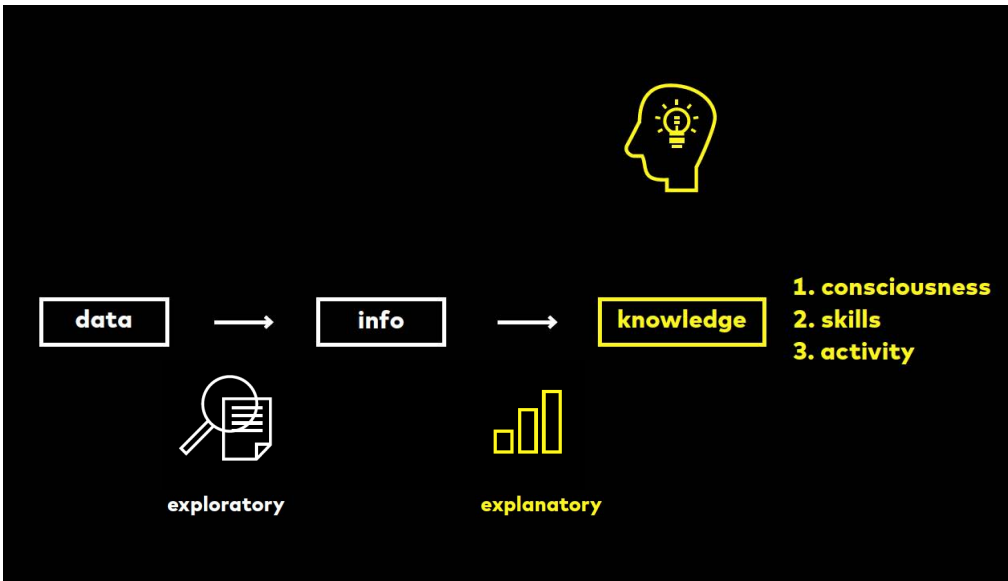 data
info
knowledge
1. consciousness
2. skills
3. activity
exploratory
explanatory